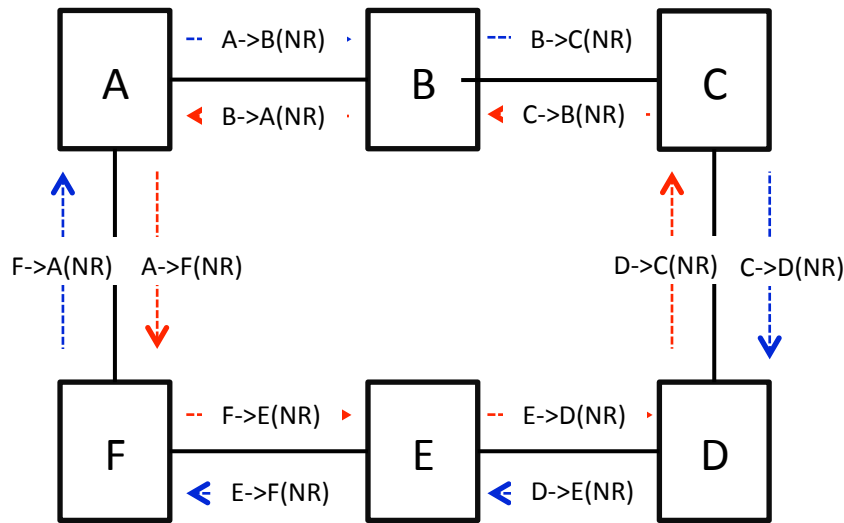 A->B(NR)
B->C(NR)
A
B
C
B->A(NR)
C->B(NR)
F->A(NR)
A->F(NR)
D->C(NR)
C->D(NR)
F->E(NR)
E->D(NR)
F
E
D
E->F(NR)
D->E(NR)